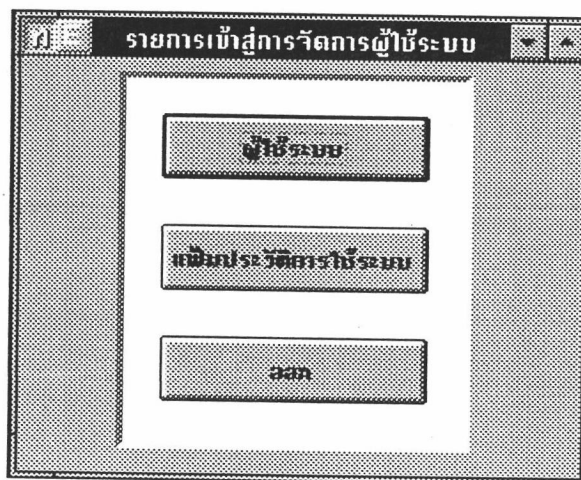 ก
รายการเข้าสู่การจัดการผู้ใช้ระบบ
ผู้ใช้ระบบ
แฟ้มประวัติการใช้ระบบ
ออก